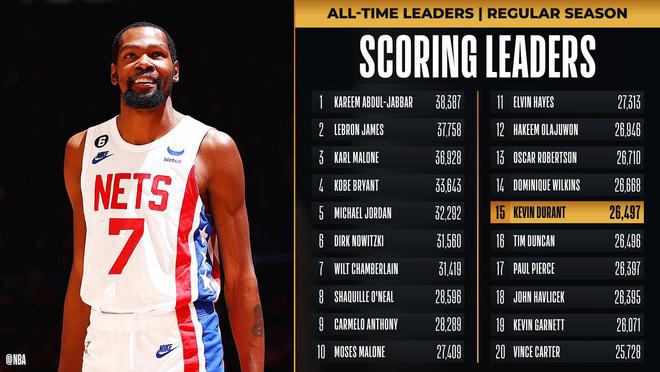 ALL-TIME LEADERS | REGULAR SEASON
SCORING LEADERS
1 KAREEM ABDUL-JABBAR 38,387
2 LEBRON JAMES 37,758
3 KARL MALONE 36,928
4 KOBE BRYANT 33,643
5 MICHAEL JORDAN 32,292
6 DIRK NOWITZKI 31,560
7 WILT CHAMBERLAIN 31,419
8 SHAQUILLE O'NEAL 28,596
9 CARMELO ANTHONY 28,289
10 MOSES MALONE 27,409
11 ELVIN HAYES 27,313
12 HAKEEM OLAJUWON 26,946
13 OSCAR ROBERTSON 26,710
14 DOMINIQUE WILKINS 26,668
15 KEVIN DURANT 26,497
16 TIM DUNCAN 26,496
17 PAUL PIERCE 26,397
18 JOHN HAVLICEK 26,395
19 KEVIN GARNETT 26,071
20 VINCE CARTER 25,728
6
Webull
NETS
7
@NBA